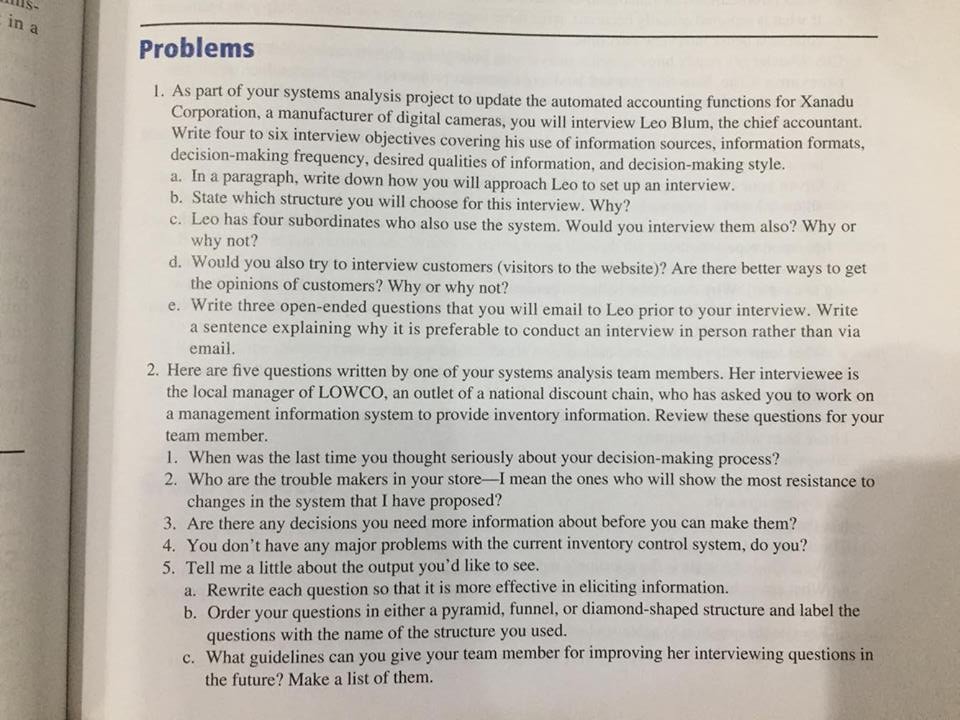 in a
Problems
1. As part of your systems analysis project to update the automated accounting functions for Xanadu
Corporation, a manufacturer of digital cameras, you will interview Leo Blum, the chief accountant.
Write four to six interview objectives covering his use of information sources, information formats,
decision-making frequency, desired qualities of information, and decision-making style.
a. In a paragraph, write down how you will approach Leo to set up an interview.
b. State which structure you will choose for this interview. Why?
c. Leo has four subordinates who also use the system. Would you interview them also? Why or
why not?
d. Would you also try to interview customers (visitors to the website)? Are there better ways to get
the opinions of customers? Why or why not?
e. Write three open-ended questions that you will email to Leo prior to your interview. Write
a sentence explaining why it is preferable to conduct an interview in person rather than via
email.
2. Here are five questions written by one of your systems analysis team members. Her interviewee is
the local manager of LOWCO, an outlet of a national discount chain, who has asked you to work on
a management information system to provide inventory information. Review these questions for your
team member.
1. When was the last time you thought seriously about your decision-making process?
2. Who are the trouble makers in your store—I mean the ones who will show the most resistance to
changes in the system that I have proposed?
3. Are there any decisions you need more information about before you can make them?
4. You don't have any major problems with the current inventory control system, do you?
5. Tell me a little about the output you'd like to see.
a. Rewrite each question so that it is more effective in eliciting information.
b. Order your questions in either a pyramid, funnel, or diamond-shaped structure and label the
questions with the name of the structure you used.
c. What guidelines can you give your team member for improving her interviewing questions in
the future? Make a list of them.